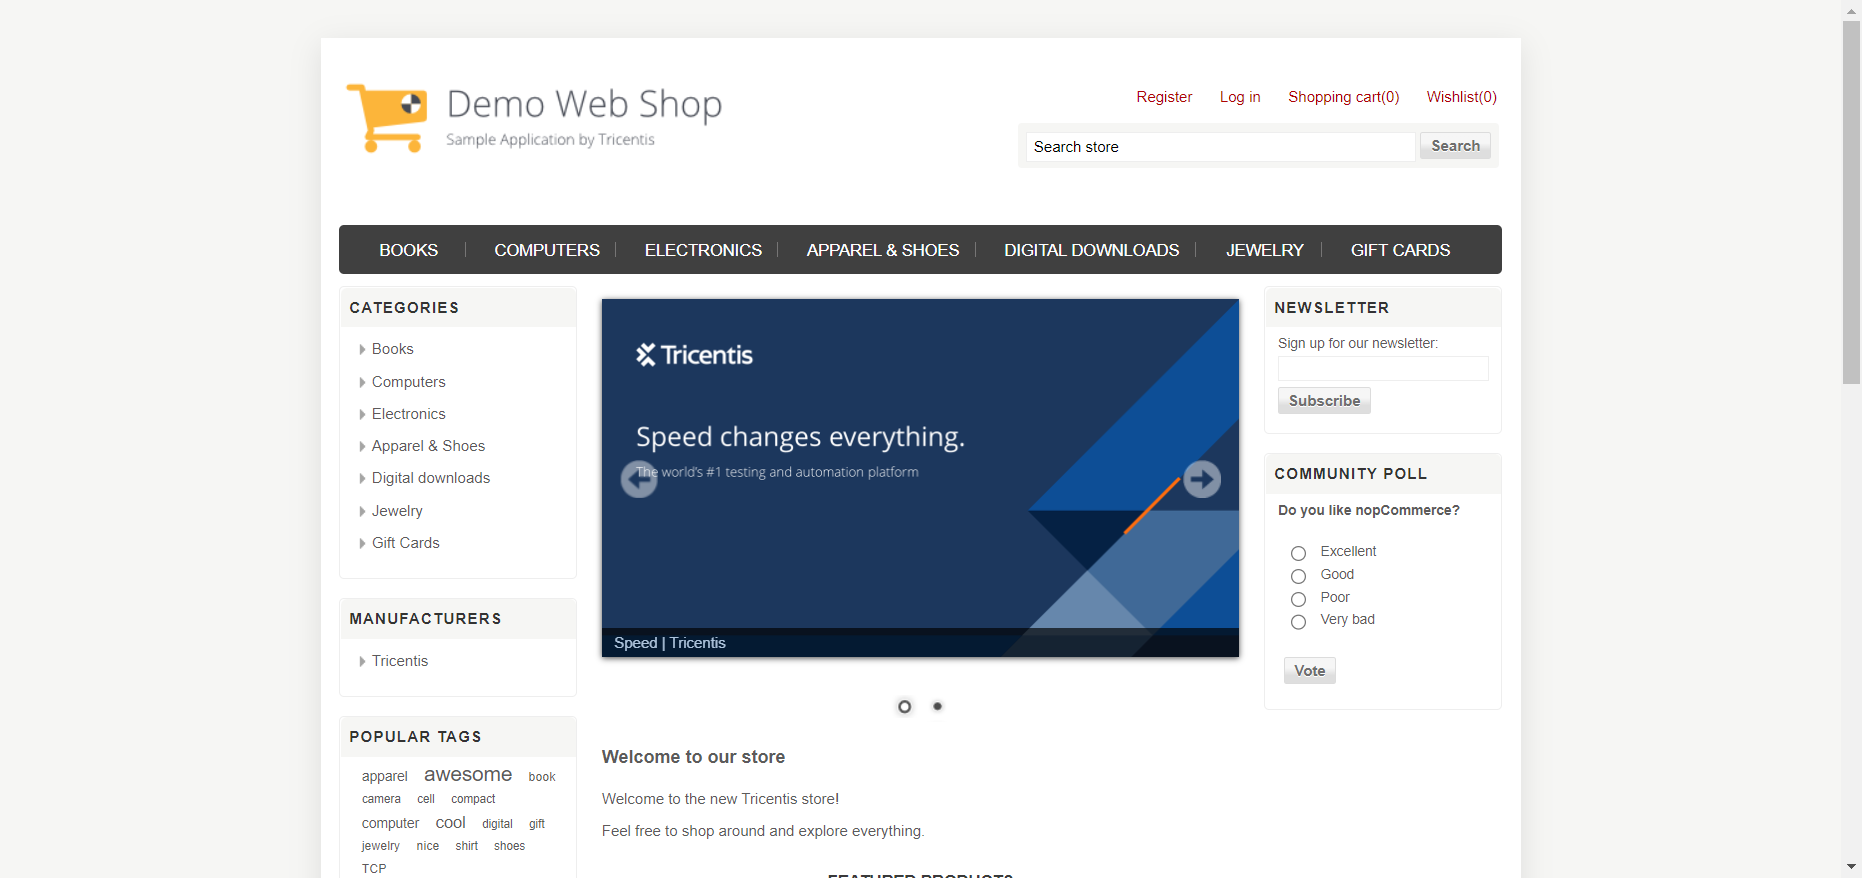 Demo Web Shop
Sample Application by Tricentis
Register Log in Shopping cart(0) Wishlist(0)
Search store Search
BOOKS COMPUTERS ELECTRONICS APPAREL & SHOES DIGITAL DOWNLOADS JEWELRY GIFT CARDS
CATEGORIES
Books
Computers
Electronics
Apparel & Shoes
Digital downloads
Jewelry
Gift Cards
MANUFACTURERS
Tricentis
POPULAR TAGS
apparel awesome book
camera cell compact
computer cool digital gift
jewelry nice shirt shoes
TCP
Tricentis
Speed changes everything.
The world's #1 testing and automation platform
Speed | Tricentis
Welcome to our store
Welcome to the new Tricentis store!
Feel free to shop around and explore everything.
FEATURED PRODUCTS
NEWSLETTER
Sign up for our newsletter:
Subscribe
COMMUNITY POLL
Do you like nopCommerce?
Excellent
Good
Poor
Very bad
Vote